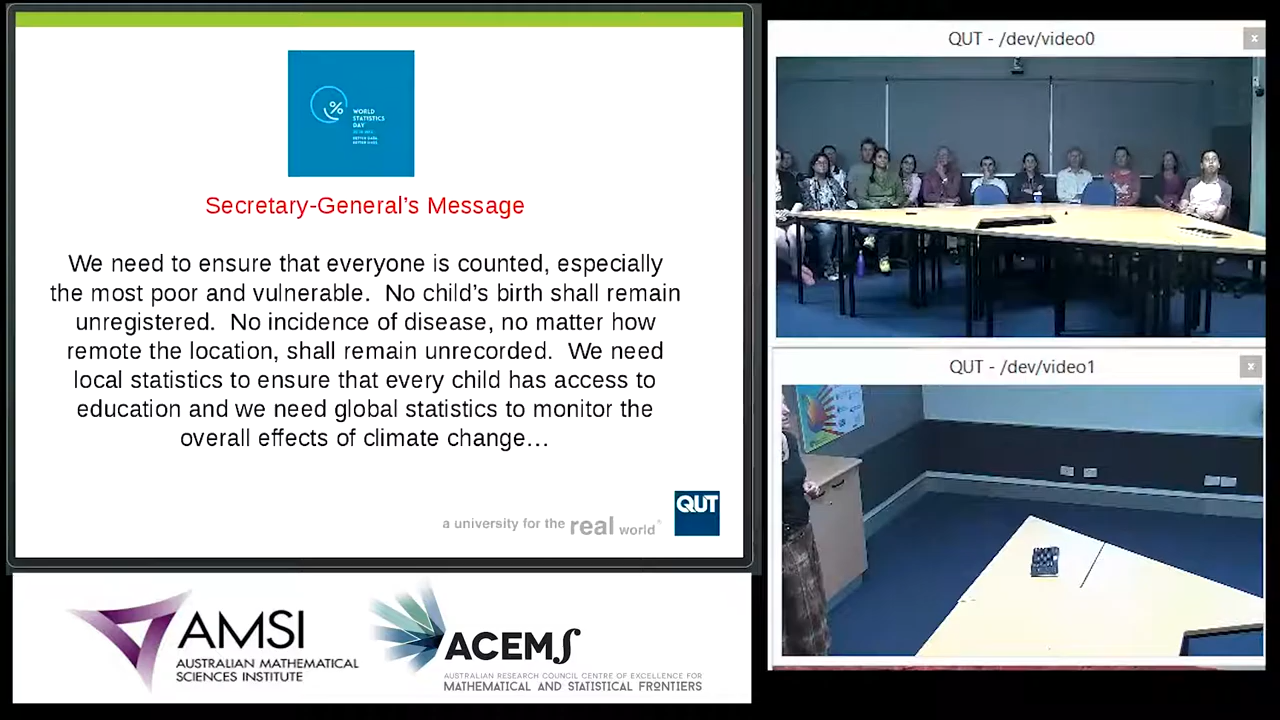 WORLD
STATISTICS
DAY
BETTER DATA.
BETTER LIVES.
Secretary-General's Message
We need to ensure that everyone is counted, especially
the most poor and vulnerable.  No child's birth shall remain
unregistered.  No incidence of disease, no matter how
remote the location, shall remain unrecorded.  We need
local statistics to ensure that every child has access to
education and we need global statistics to monitor the
overall effects of climate change…
a university for the real world®
QUT
AMSI
AUSTRALIAN MATHEMATICAL
SCIENCES INSTITUTE
ACEMS
AUSTRALIAN RESEARCH COUNCIL CENTRE OF EXCELLENCE FOR
MATHEMATICAL AND STATISTICAL FRONTIERS
QUT - /dev/video0
x
QUT - /dev/video1
x